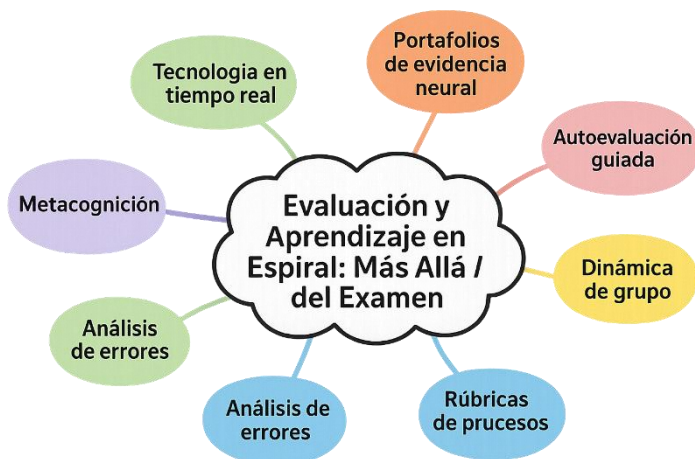 Portafolios
de evidencia
neural
Tecnologia en
tiempo real
Autoevaluación
guiada
Metacognición
Evaluación y
Aprendizaje en
Espiral: Más Allá /
del Examen
Dinámica
de grupo
Análisis
de errores
Análisis de
errores
Rúbricas
de prucesos